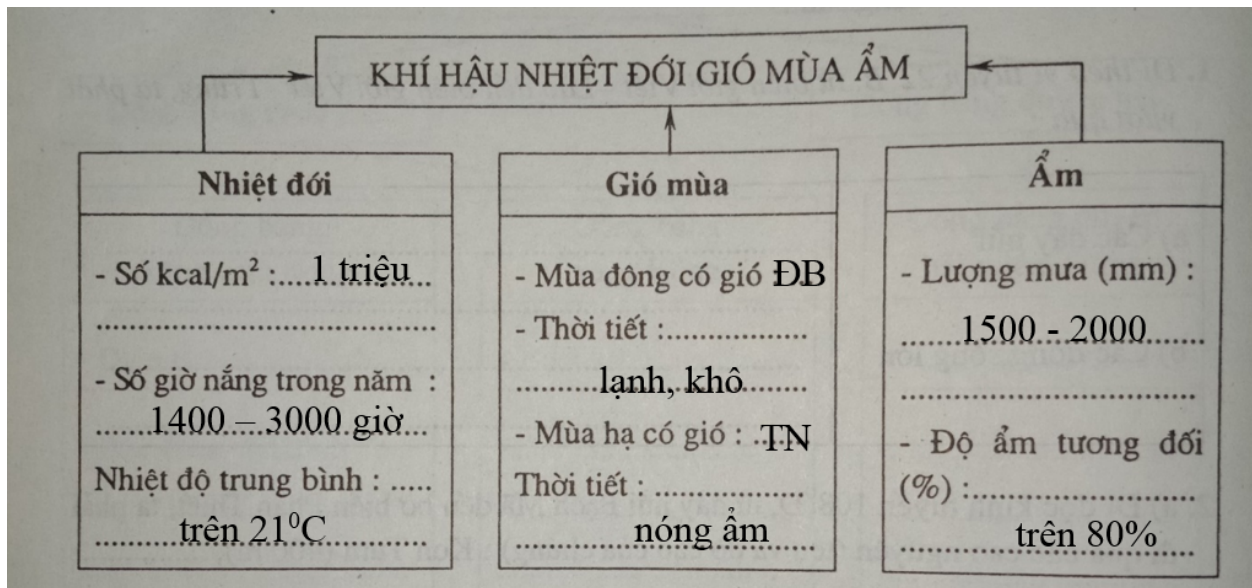 KHÍ HẬU NHIỆT ĐỚI GIÓ MÙA ẨM
Nhiệt đới
- Số kcal/m² :....1 triệu....
- Số giờ nắng trong năm :
1400 – 3000 giờ
Nhiệt độ trung bình : .....
trên 21⁰C
Gió mùa
- Mùa đông có gió ĐB
- Thời tiết :..................
lạnh, khô
- Mùa hạ có gió : ...TN
Thời tiết :....................
nóng ẩm
Ẩm
- Lượng mưa (mm) :
1500 - 2000
- Độ ẩm tương đối
(%) :..............................
trên 80%